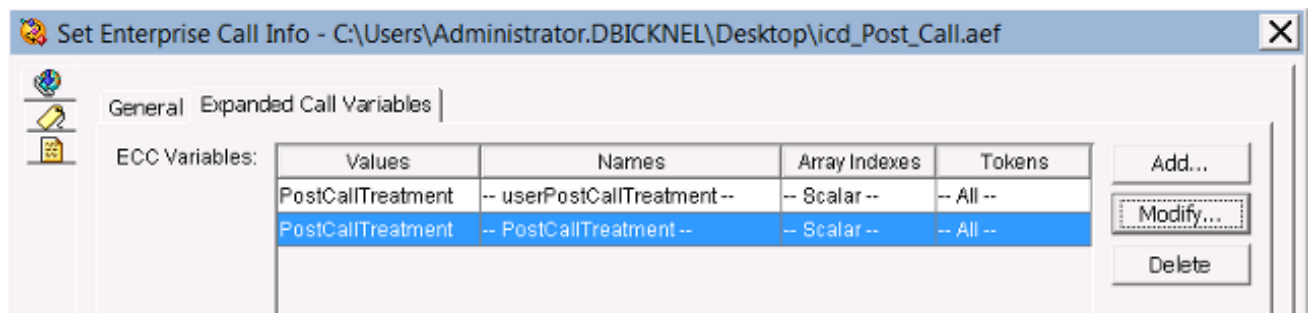 Set Enterprise Call Info - C:\Users\Administrator.DBICKNEL\Desktop\icd_Post_Call.aef
General Expanded Call Variables
ECC Variables: Values Names Array Indexes Tokens Add...
PostCallTreatment -- userPostCallTreatment -- -- Scalar -- -- All --
Modify...
PostCallTreatment -- PostCallTreatment -- -- Scalar -- -- All --
Delete